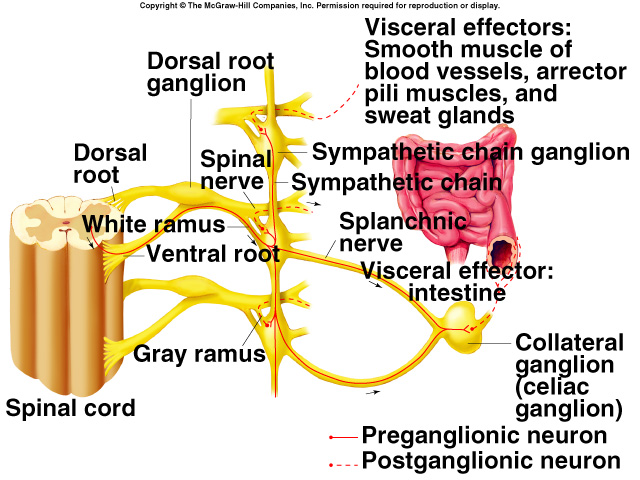 Copyright © The McGraw-Hill Companies, Inc. Permission required for reproduction or display.
Visceral effectors:
Smooth muscle of
blood vessels, arrector
pili muscles, and
sweat glands
Dorsal root
ganglion
Dorsal
root
Spinal
nerve
Sympathetic chain ganglion
Sympathetic chain
White ramus
Ventral root
Splanchnic
nerve
Visceral effector:
intestine
Gray ramus
Collateral
ganglion
(celiac
ganglion)
Spinal cord
Preganglionic neuron
Postganglionic neuron